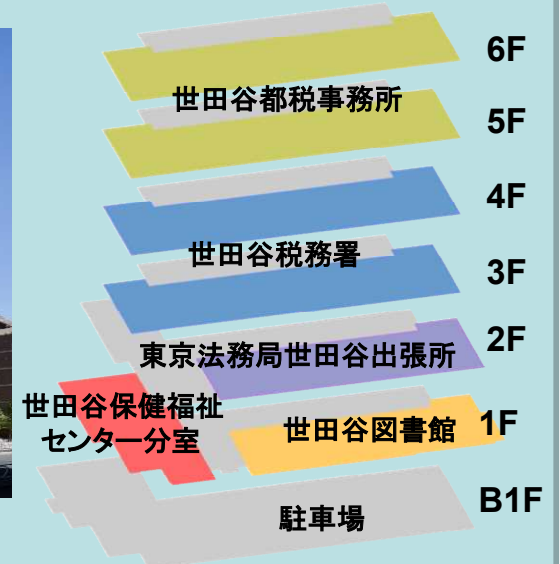 6F
世田谷都税事務所
5F
4F
世田谷税務署
3F
2F
東京法務局世田谷出張所
世田谷保健福祉
センター分室
世田谷図書館
1F
B1F
駐車場